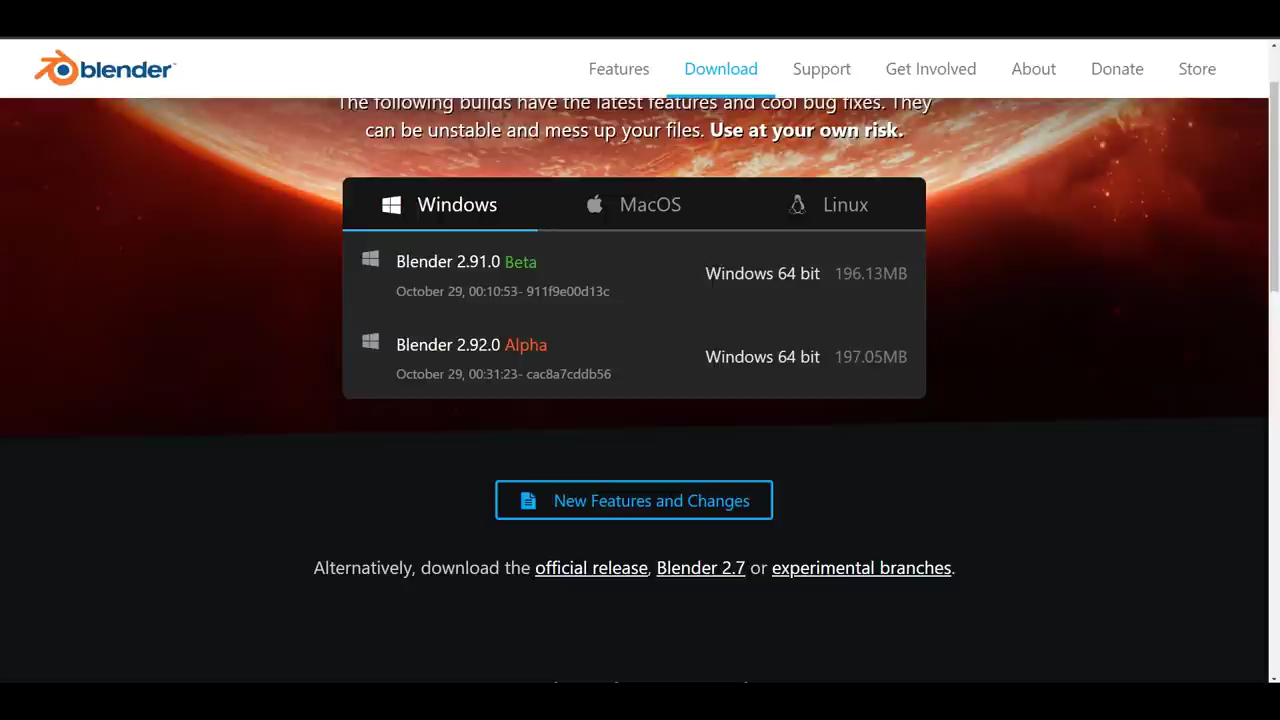 blender™
Features Download Support Get Involved About Donate Store
The following builds have the latest features and cool bug fixes. They
can be unstable and mess up your files. Use at your own risk.
Windows MacOS Linux
Blender 2.91.0 Beta
October 29, 00:10:53- 911f9e00d13c
Windows 64 bit 196.13MB
Blender 2.92.0 Alpha
October 29, 00:31:23- cac8a7cddb56
Windows 64 bit 197.05MB
New Features and Changes
Alternatively, download the official release, Blender 2.7 or experimental branches.